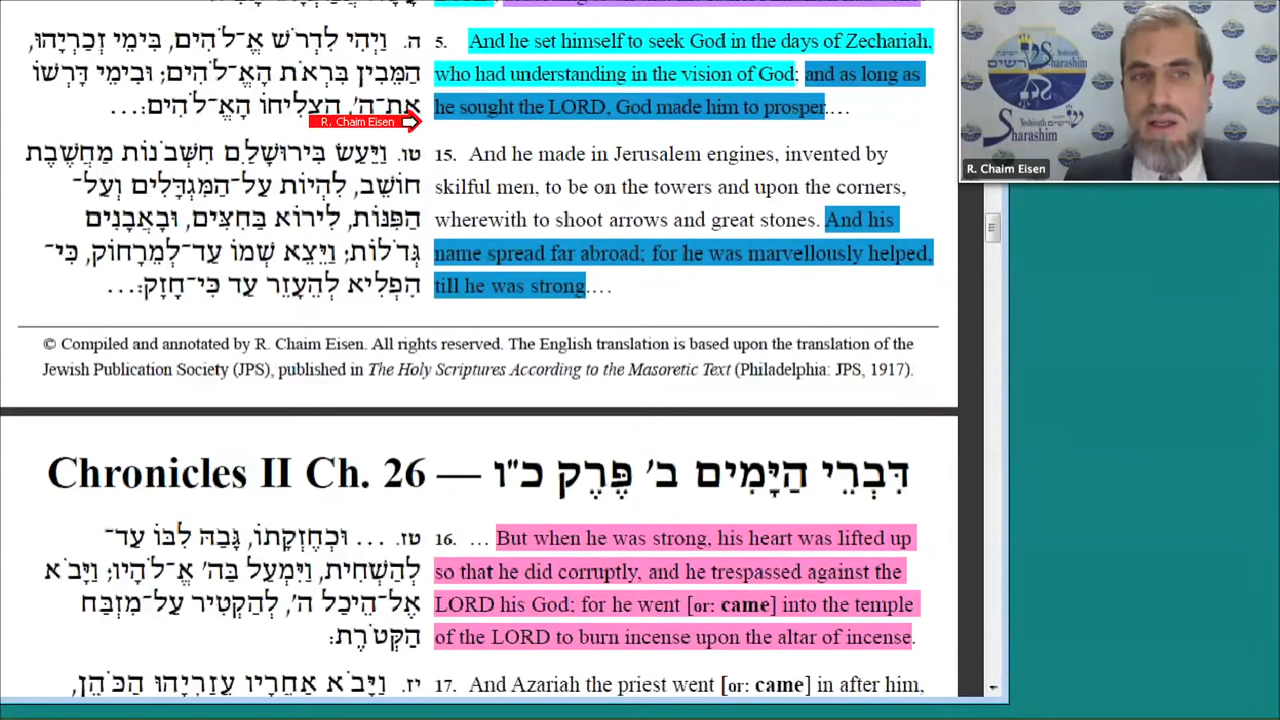 ה. וַיְהִי לִדְרֹשׁ אֱ־לֹהִים, בִּימֵי זְכַרְיָהוּ,
הַמֵּבִין בִּרְאֹת הָאֱ־לֹהִים; וּבִימֵי דָּרְשׁוֹ
אֶת־ה', הִצְלִיחוֹ הָאֱ־לֹהִים:...
5. And he set himself to seek God in the days of Zechariah,
who had understanding in the vision of God: and as long as
he sought the LORD, God made him to prosper....
R. Chaim Eisen
טו. וַיַּעַשׂ בִּירוּשָׁלִַם חִשְּׁבֹנוֹת מַחֲשֶׁבֶת
חוֹשֵׁב, לִהְיוֹת עַל־הַמִּגְדָּלִים וְעַל־
הַפִּנּוֹת, לִירוֹא בַּחִצִּים, וּבָאֲבָנִים
גְּדֹלוֹת; וַיֵּצֵא שְׁמוֹ עַד־לְמֵרָחוֹק, כִּי־
הִפְלִיא לְהֵעָזֵר עַד כִּי־חָזָק:...
15. And he made in Jerusalem engines, invented by
skilful men, to be on the towers and upon the corners,
wherewith to shoot arrows and great stones. And his
name spread far abroad; for he was marvellously helped,
till he was strong....
© Compiled and annotated by R. Chaim Eisen. All rights reserved. The English translation is based upon the translation of the
Jewish Publication Society (JPS), published in The Holy Scriptures According to the Masoretic Text (Philadelphia: JPS, 1917).
Chronicles II Ch. 26 — דִּבְרֵי הַיָּמִים ב' פֶּרֶק כ"ו
טז. ... וּכְחֶזְקָתוֹ, גָּבַהּ לִבּוֹ עַד־
לְהַשְׁחִית, וַיִּמְעַל בַּה' אֱ־לֹהָיו; וַיָּבֹא
אֶל־הֵיכַל ה', לְהַקְטִיר עַל־מִזְבַּח
הַקְּטֹרֶת:
16. ... But when he was strong, his heart was lifted up
so that he did corruptly, and he trespassed against the
LORD his God; for he went [or: came] into the temple
of the LORD to burn incense upon the altar of incense.
יז. וַיָּבֹא אַחֲרָיו עֲזַרְיָהוּ הַכֹּהֵן,
17. And Azariah the priest went [or: came] in after him,
Yeshivath
Sharashim
R. Chaim Eisen